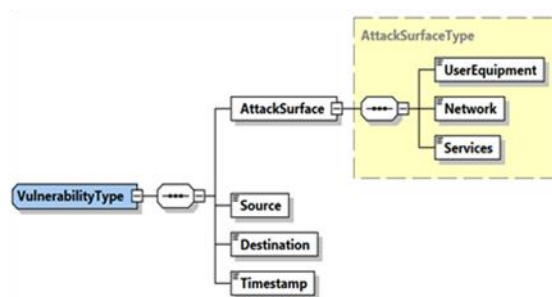 AttackSurfaceType
UserEquipment
AttackSurface
Network
Services
VulnerabilityType
Source
Destination
Timestamp